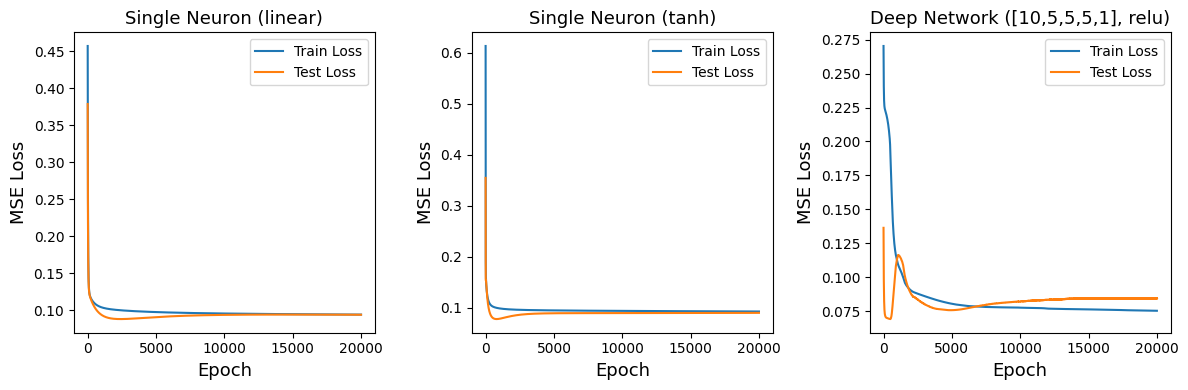 Single Neuron (linear)
0.45
0.40
0.35
0.30
0.25
0.20
0.15
0.10
MSE Loss
Train Loss
Test Loss
0
5000
10000
15000
20000
Epoch
Single Neuron (tanh)
0.6
0.5
0.4
0.3
0.2
0.1
MSE Loss
Train Loss
Test Loss
0
5000
10000
15000
20000
Epoch
Deep Network ([10,5,5,5,1], relu)
0.275
0.250
0.225
0.200
0.175
0.150
0.125
0.100
0.075
MSE Loss
Train Loss
Test Loss
0
5000
10000
15000
20000
Epoch